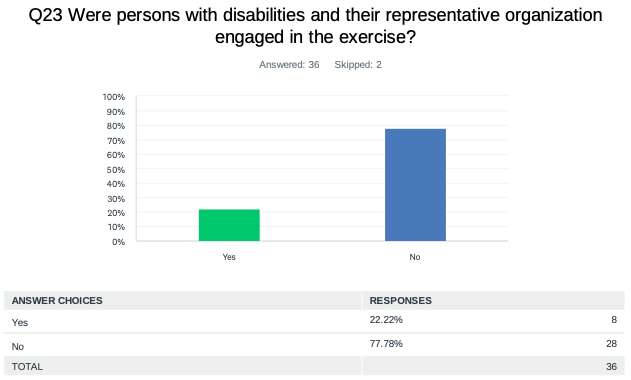 Q23 Were persons with disabilities and their representative organization
engaged in the exercise?
Answered: 36 Skipped: 2
100%
90%
80%
70%
60%
50%
40%
30%
20%
10%
0%
Yes No
ANSWER CHOICES RESPONSES
Yes 22.22% 8
No 77.78% 28
TOTAL 36